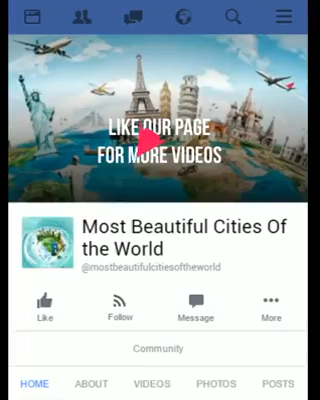 LIKE OUR PAGE
FOR MORE VIDEOS
Most Beautiful Cities Of
the World
@mostbeautifulcitiesoftheworld
Like Follow Message More
Community
HOME ABOUT VIDEOS PHOTOS POSTS